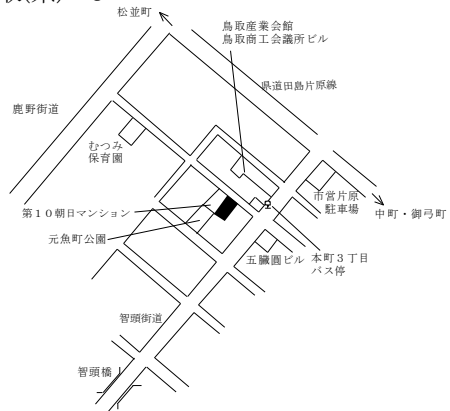 松並町
鳥取産業会館
鳥取商工会議所ビル
県道田島片原線
鹿野街道
むつみ
保育園
市営片原
駐車場
第１０朝日マンション
中町・御弓町
元魚町公園
五臓圓ビル
本町３丁目
バス停
智頭街道
智頭橋